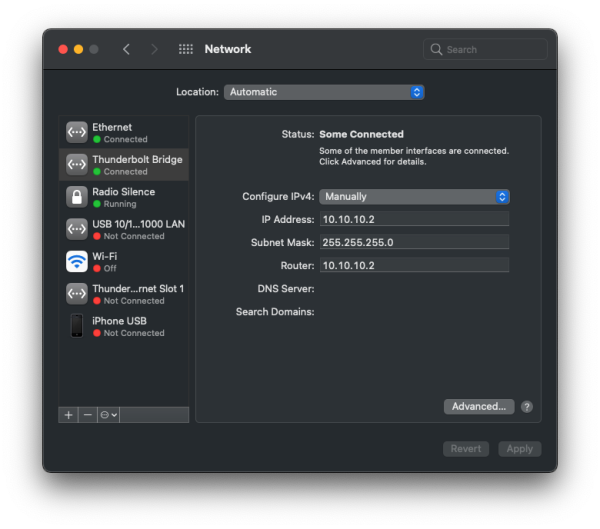 Network
Search
Location: Automatic
Ethernet
Connected
Thunderbolt Bridge
Connected
Radio Silence
Running
USB 10/1...1000 LAN
Not Connected
Wi-Fi
Off
Thunder...rnet Slot 1
Not Connected
iPhone USB
Not Connected
Status: Some Connected
Some of the member interfaces are connected.
Click Advanced for details.
Configure IPv4: Manually
IP Address: 10.10.10.2
Subnet Mask: 255.255.255.0
Router: 10.10.10.2
DNS Server:
Search Domains:
Advanced... ?
Revert Apply